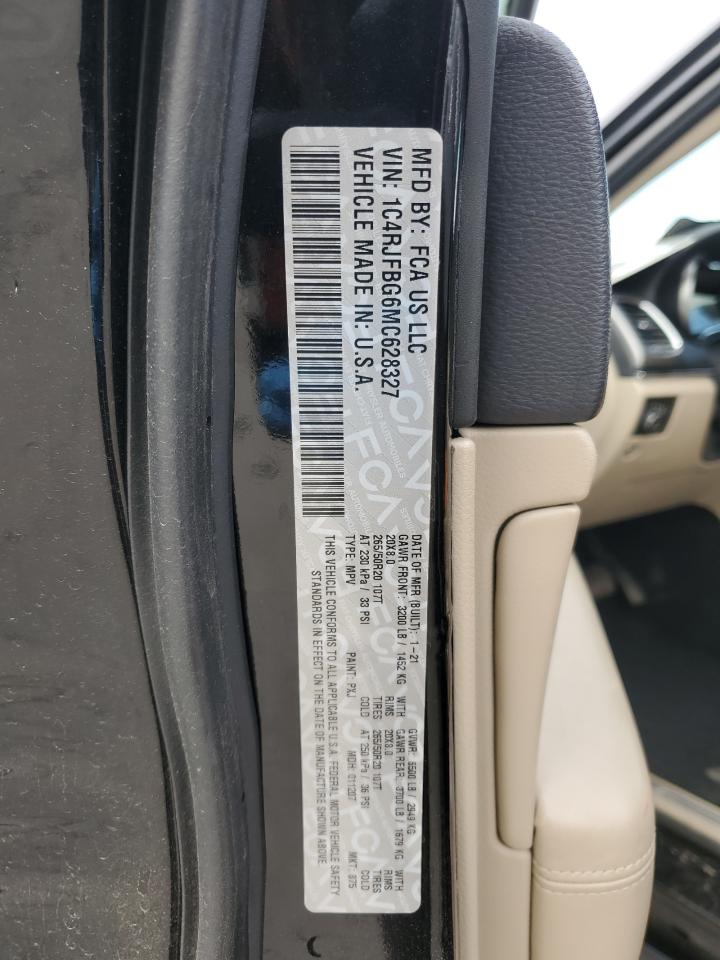 MFD BY: FCA US LLC
VIN: 1C4RJFBG6MC628327
VEHICLE MADE IN: U.S.A.
DATE OF MFR (BUILT): 1-21 GVWR: 6500 LB / 2949 KG
GAWR FRONT: 3200 LB / 1452 KG WITH GAWR REAR: 3700 LB / 1679 KG WITH
20X8.0 RIMS 20X8.0 RIMS
265/50R20 107T TIRES 265/50R20 107T TIRES
AT 230 kPa / 33 PSI COLD AT 250 kPa / 36 PSI COLD
TYPE: MPV PAINT: PXJ MDH: 011207 MKT: 875
THIS VEHICLE CONFORMS TO ALL APPLICABLE U.S.A. FEDERAL MOTOR VEHICLE SAFETY
STANDARDS IN EFFECT ON THE DATE OF MANUFACTURE SHOWN ABOVE.